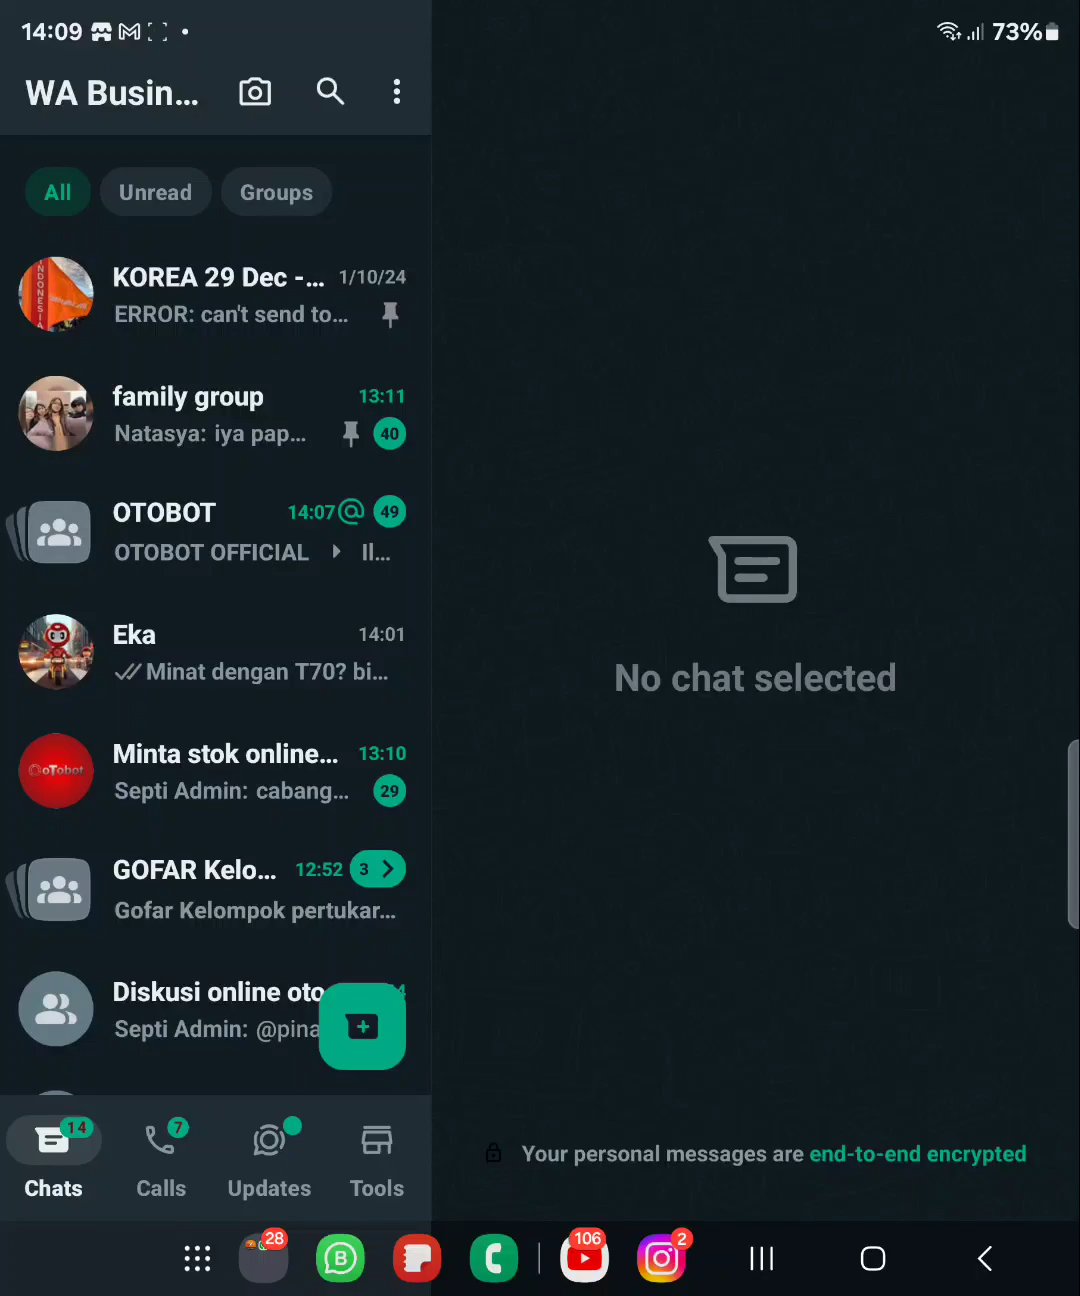 14:09
73%
WA Busin...
All
Unread
Groups
KOREA 29 Dec -... 1/10/24
ERROR: can't send to...
family group 13:11
Natasya: iya pap... 40
OTOBOT 14:07 @ 49
OTOBOT OFFICIAL ▸ Il...
Eka 14:01
Minat dengan T70? bi...
Minta stok online... 13:10
Septi Admin: cabang... 29
GOFAR Kelo... 12:52 3 >
Gofar Kelompok pertukar...
Diskusi online oto
Septi Admin: @pina
No chat selected
Your personal messages are end-to-end encrypted
14
7
Chats
Calls
Updates
Tools
28
B
106
2
INDONESIA
oTobot